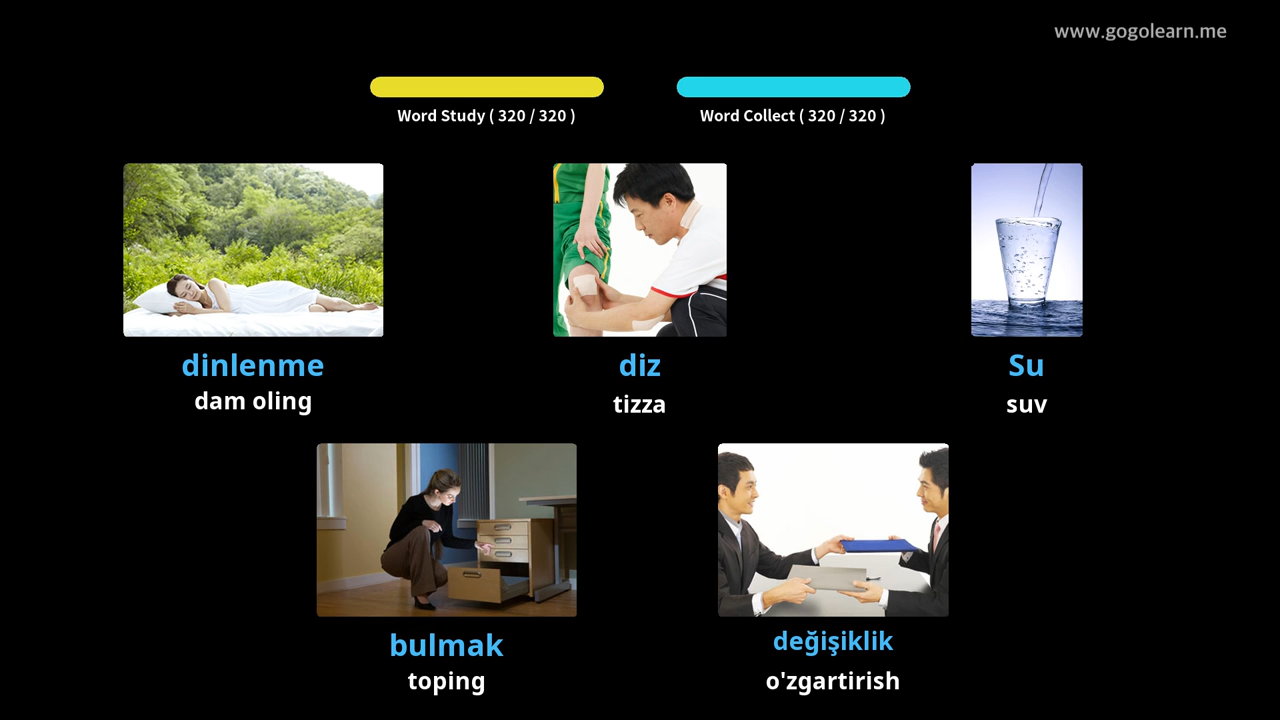 www.gogolearn.me
Word Study ( 320 / 320 )
Word Collect ( 320 / 320 )
dinlenme
dam oling
diz
tizza
Su
suv
bulmak
toping
değişiklik
o'zgartirish